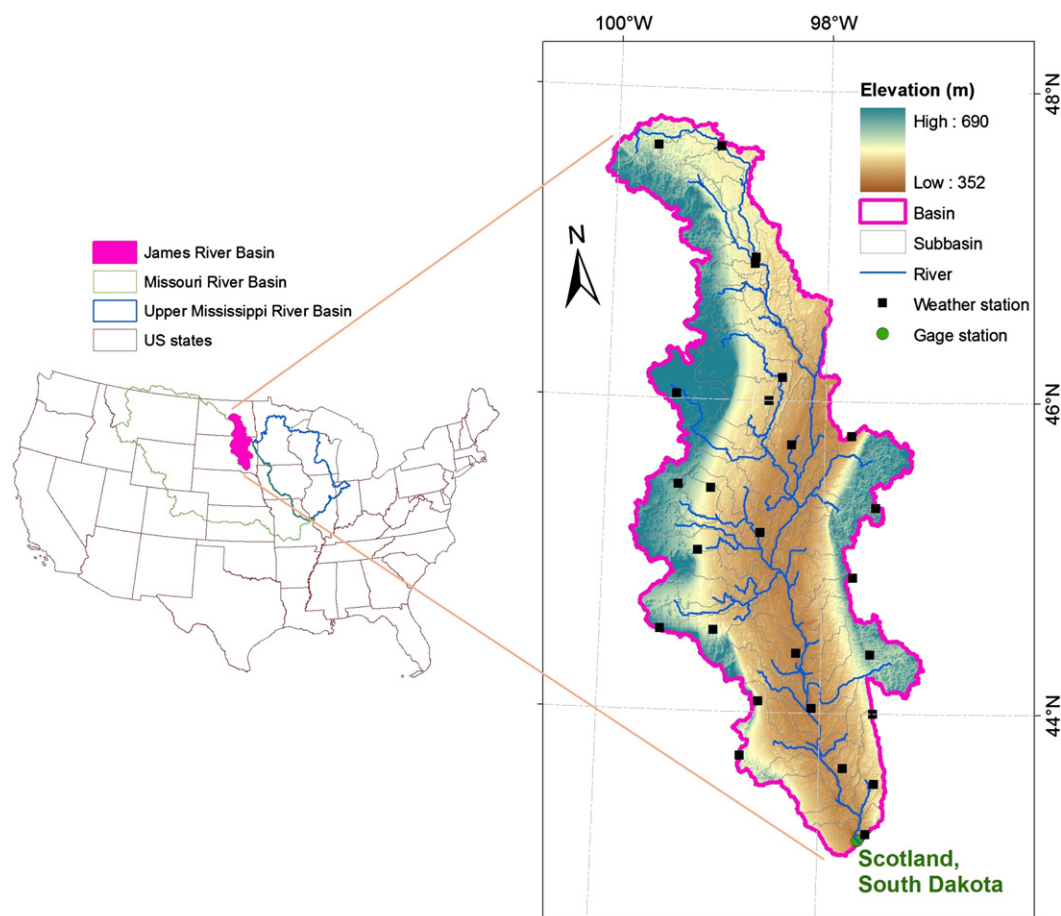 100°W
98°W
48°N
Elevation (m)
High : 690
Low : 352
Basin
Subbasin
River
Weather station
Gage station
N
James River Basin
Missouri River Basin
Upper Mississippi River Basin
US states
46°N
44°N
Scotland,
South Dakota